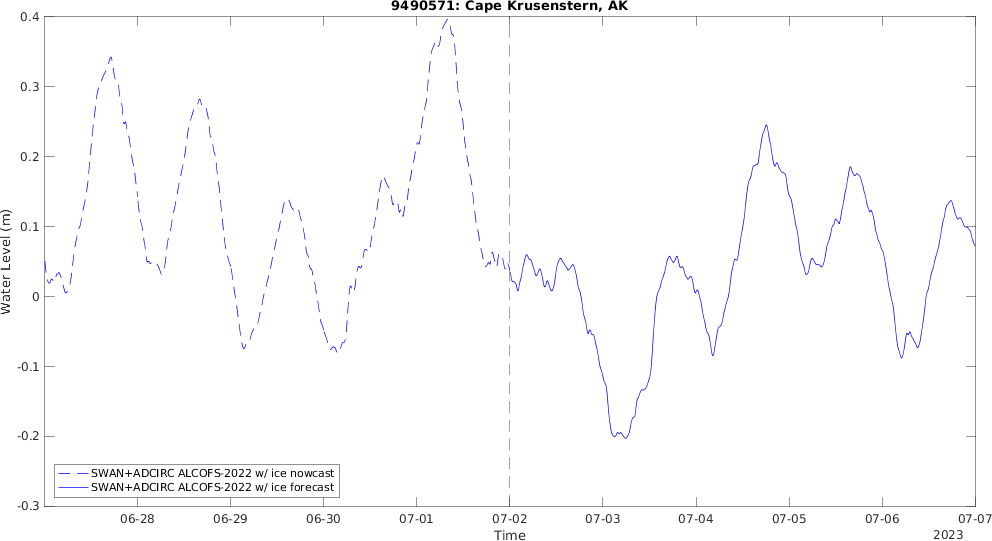 9490571: Cape Krusenstern, AK
0.4
0.3
0.2
0.1
0
-0.1
-0.2
-0.3
Water Level (m)
SWAN+ADCIRC ALCOFS-2022 w/ ice nowcast
SWAN+ADCIRC ALCOFS-2022 w/ ice forecast
06-28 06-29 06-30 07-01 07-02 07-03 07-04 07-05 07-06 07-07
Time
2023